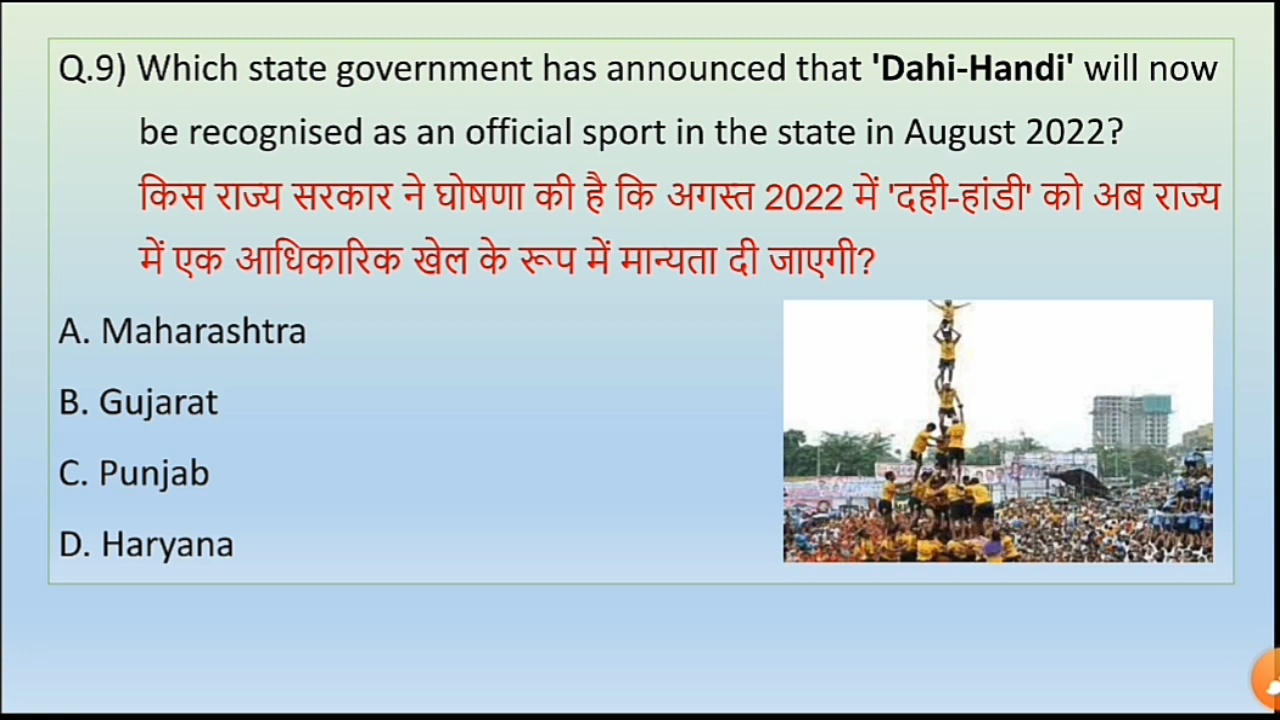 Q.9) Which state government has announced that 'Dahi-Handi' will now
be recognised as an official sport in the state in August 2022?
किस राज्य सरकार ने घोषणा की है कि अगस्त 2022 में 'दही-हांडी' को अब राज्य
में एक आधिकारिक खेल के रूप में मान्यता दी जाएगी?
A. Maharashtra
B. Gujarat
C. Punjab
D. Haryana